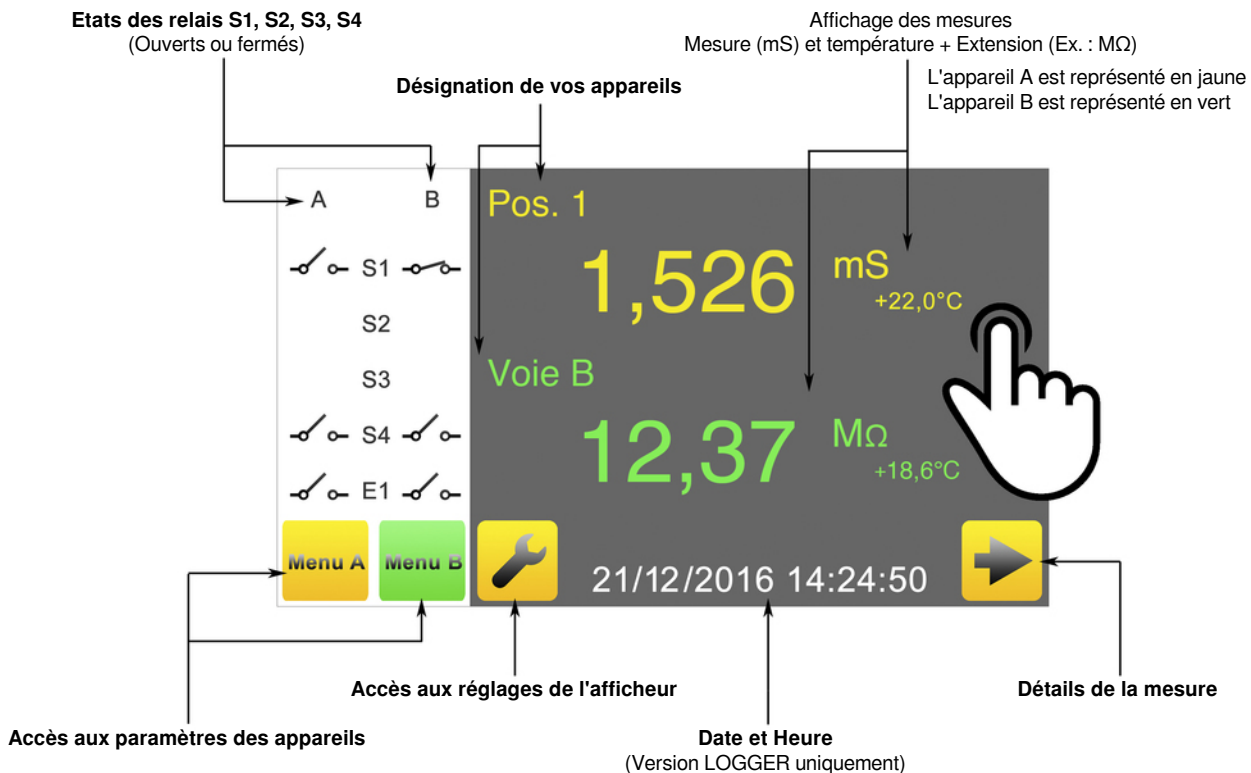 Etats des relais S1, S2, S3, S4
(Ouverts ou fermés)
Affichage des mesures
Mesure (mS) et température + Extension (Ex. : MΩ)
L'appareil A est représenté en jaune
L'appareil B est représenté en vert
Désignation de vos appareils
A B
Pos. 1
1,526 mS
+22,0°C
S1
S2
S3
S4
E1
Voie B
12,37 MΩ
+18,6°C
Menu A
Menu B
21/12/2016 14:24:50
Accès aux réglages de l'afficheur
Détails de la mesure
Accès aux paramètres des appareils
Date et Heure
(Version LOGGER uniquement)